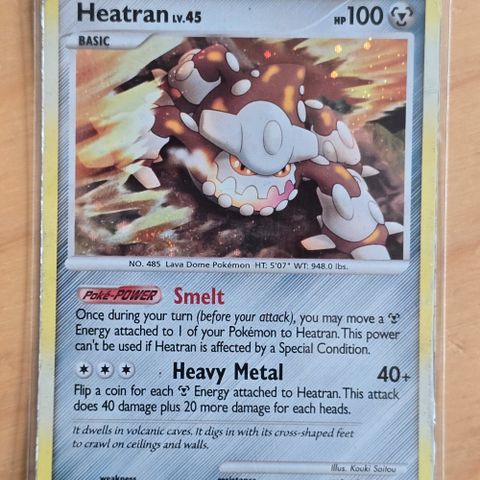 Heatran LV.45 HP 100
BASIC
NO. 485 Lava Dome Pokémon HT: 5'07" WT: 948.0 lbs.
Poké-POWER Smelt
Once during your turn (before your attack), you may move a
Energy attached to 1 of your Pokémon to Heatran. This power
can't be used if Heatran is affected by a Special Condition.
Heavy Metal 40+
Flip a coin for each Energy attached to Heatran. This attack
does 40 damage plus 20 more damage for each heads.
It dwells in volcanic caves. It digs in with its cross-shaped feet
to crawl on ceilings and walls.
Illus. Kouki Saitou
weakness resistance